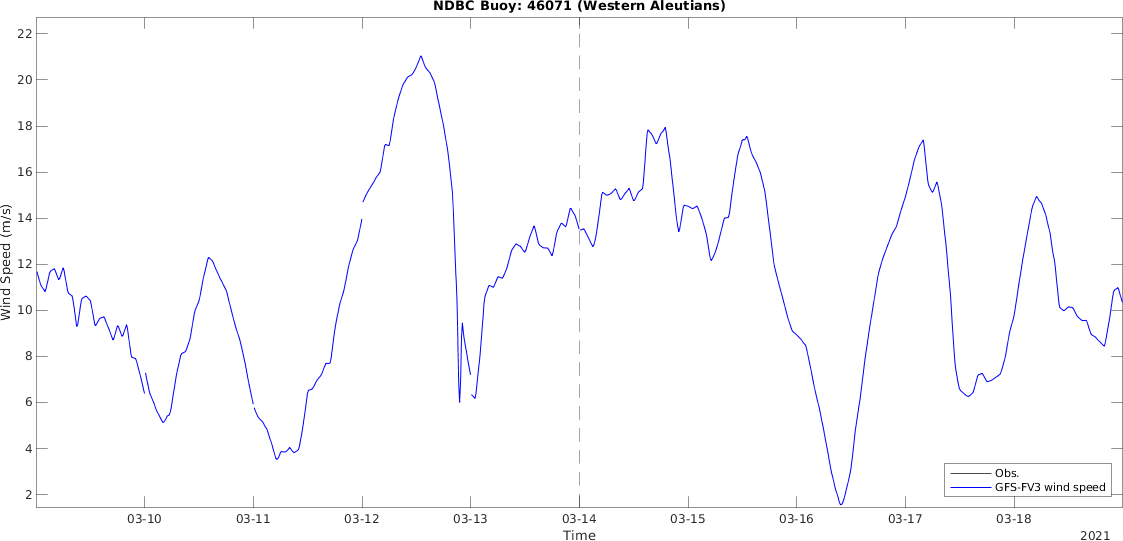 NDBC Buoy: 46071 (Western Aleutians)
22
20
18
16
14
12
10
8
6
4
2
Wind Speed (m/s)
Obs.
GFS-FV3 wind speed
03-10 03-11 03-12 03-13 03-14 03-15 03-16 03-17 03-18
Time
2021